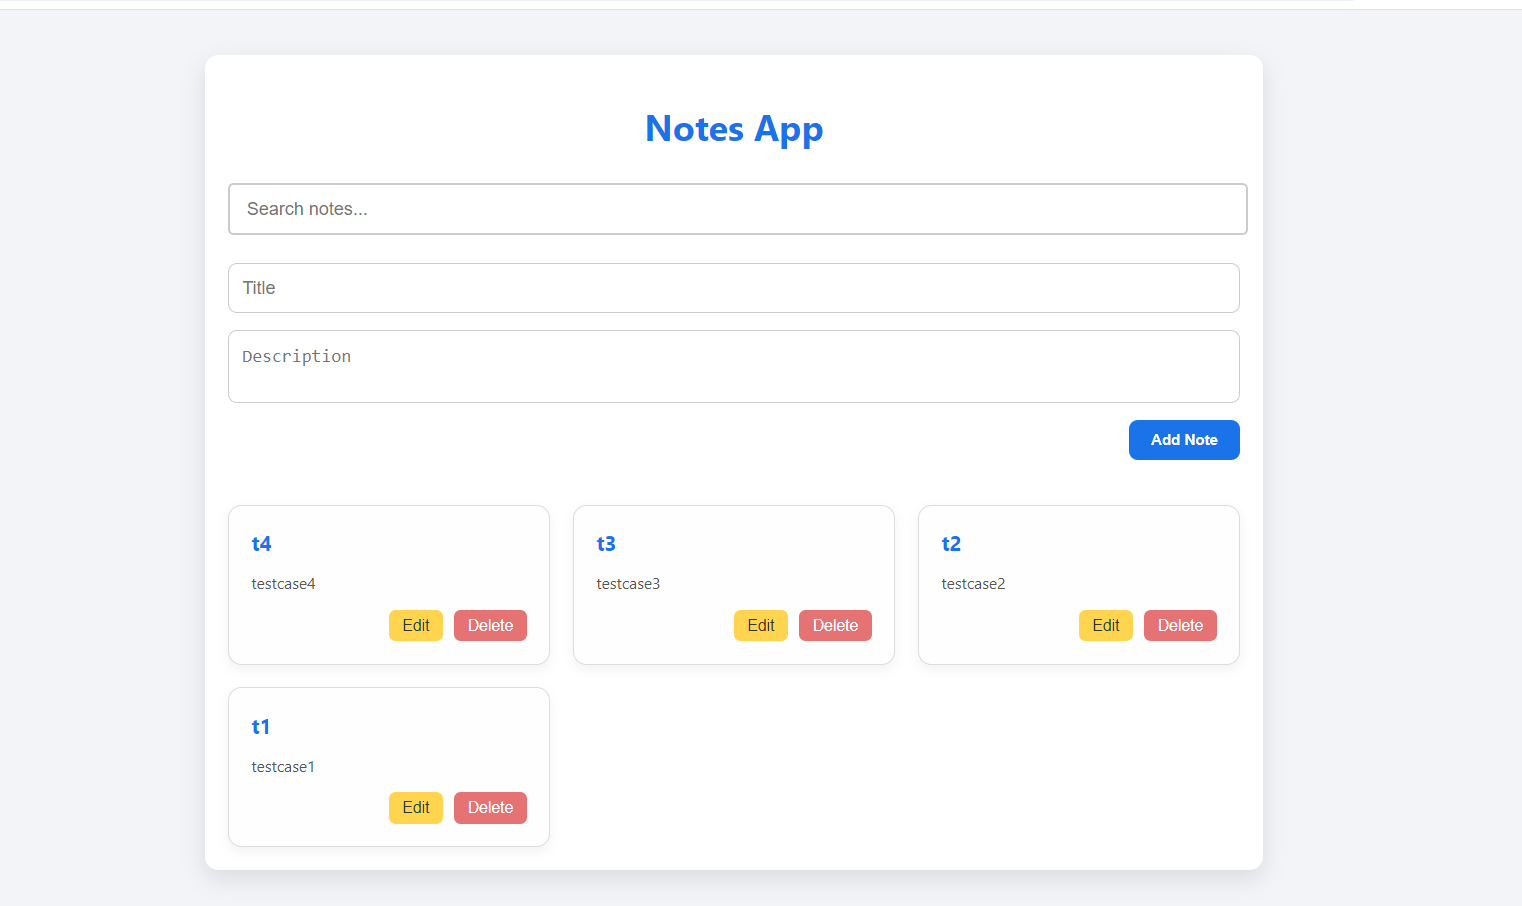 Notes App
Search notes...
Title
Description
Add Note
t4
testcase4
Edit Delete
t3
testcase3
Edit Delete
t2
testcase2
Edit Delete
t1
testcase1
Edit Delete